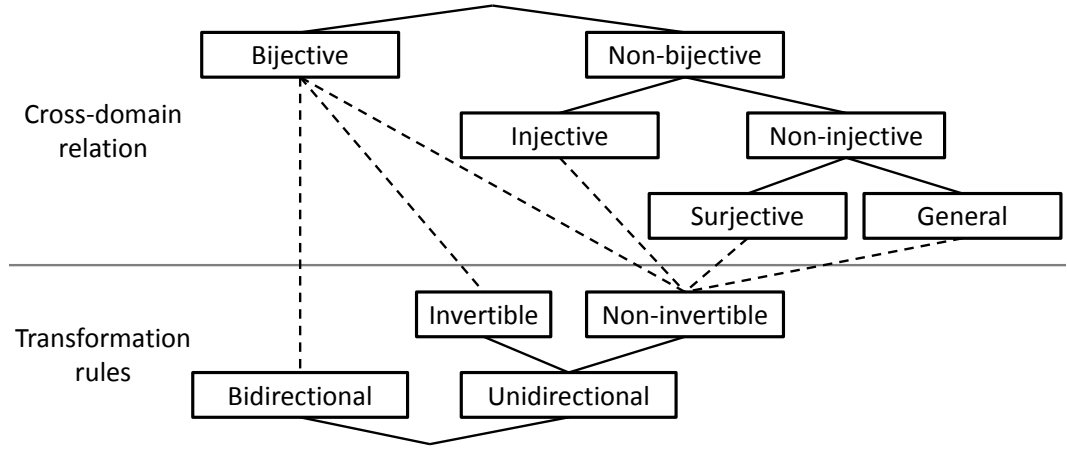 Bijective
Non-bijective
Cross-domain
relation
Injective
Non-injective
Surjective
General
Invertible
Non-invertible
Transformation
rules
Bidirectional
Unidirectional